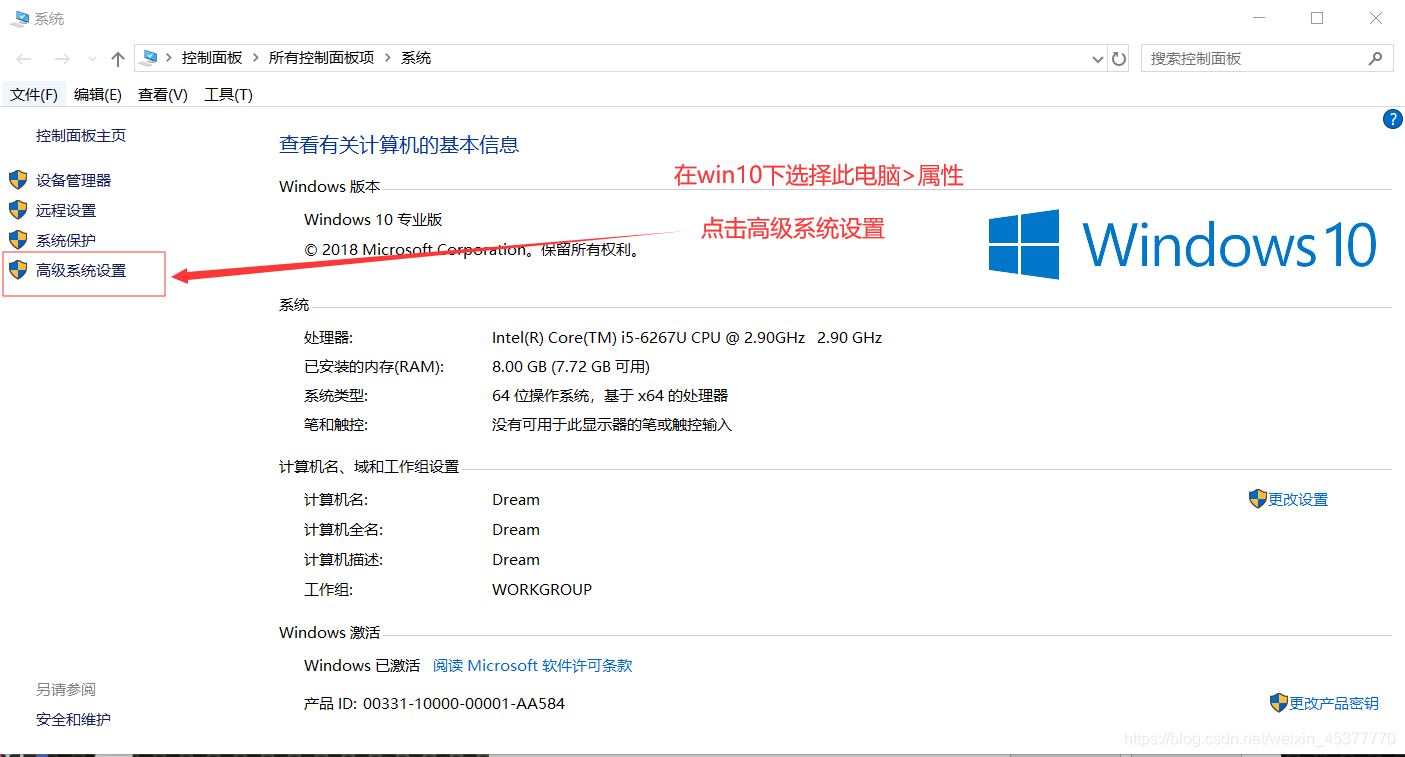 系统
控制面板 > 所有控制面板项 > 系统
搜索控制面板
文件(F) 编辑(E) 查看(V) 工具(T)
?
控制面板主页
设备管理器
远程设置
系统保护
高级系统设置
查看有关计算机的基本信息
在win10下选择此电脑>属性
Windows 版本
Windows 10 专业版
点击高级系统设置
© 2018 Microsoft Corporation。保留所有权利。
Windows 10
系统
处理器: Intel(R) Core(TM) i5-6267U CPU @ 2.90GHz 2.90 GHz
已安装的内存(RAM): 8.00 GB (7.72 GB 可用)
系统类型: 64 位操作系统，基于 x64 的处理器
笔和触控: 没有可用于此显示器的笔或触控输入
计算机名、域和工作组设置
计算机名: Dream 更改设置
计算机全名: Dream
计算机描述: Dream
工作组: WORKGROUP
Windows 激活
Windows 已激活 阅读 Microsoft 软件许可条款
产品 ID: 00331-10000-00001-AA584 更改产品密钥
另请参阅
安全和维护
https://blog.csdn.net/weixin_45377770